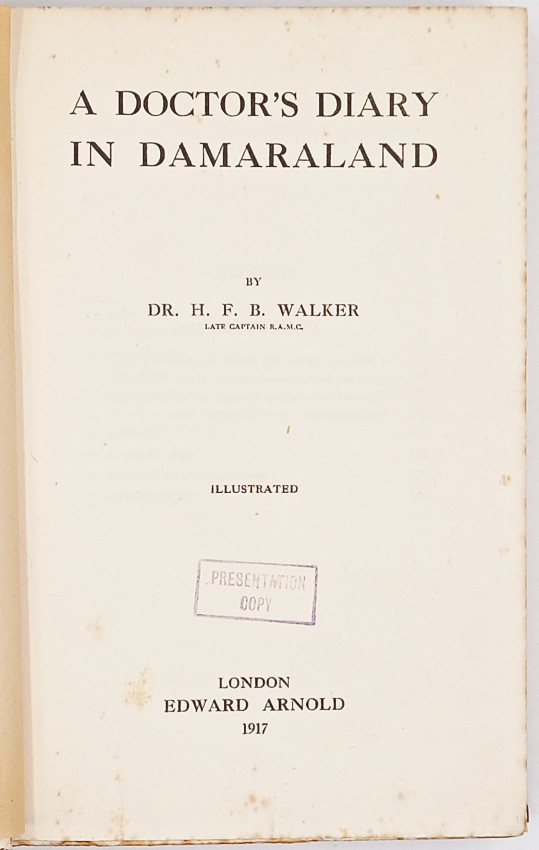 A DOCTOR'S DIARY
IN DAMARALAND
BY
DR. H. F. B. WALKER
LATE CAPTAIN R.A.M.C.
ILLUSTRATED
PRESENTATION
COPY
LONDON
EDWARD ARNOLD
1917